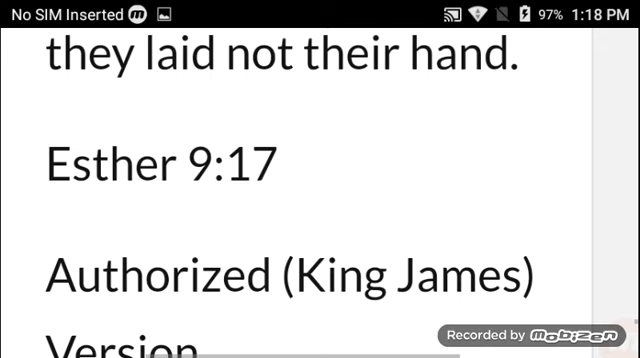 No SIM Inserted 97% 1:18 PM
they laid not their hand.
Esther 9:17
Authorized (King James)
Version
Recorded by mobizen